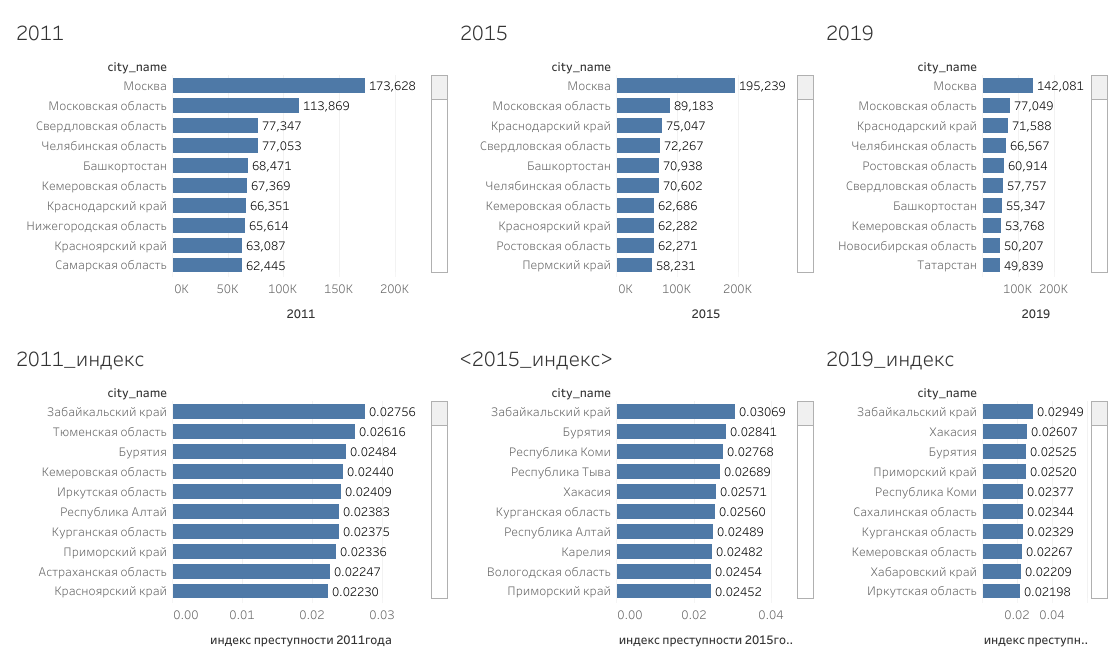 2011
city_name
Москва 173,628
Московская область 113,869
Свердловская область 77,347
Челябинская область 77,053
Башкортостан 68,471
Кемеровская область 67,369
Краснодарский край 66,351
Нижегородская область 65,614
Красноярский край 63,087
Самарская область 62,445
0K 50K 100K 150K 200K
2011
2015
city_name
Москва 195,239
Московская область 89,183
Краснодарский край 75,047
Свердловская область 72,267
Башкортостан 70,938
Челябинская область 70,602
Кемеровская область 62,686
Красноярский край 62,282
Ростовская область 62,271
Пермский край 58,231
0K 100K 200K
2015
2019
city_name
Москва 142,081
Московская область 77,049
Краснодарский край 71,588
Челябинская область 66,567
Ростовская область 60,914
Свердловская область 57,757
Башкортостан 55,347
Кемеровская область 53,768
Новосибирская область 50,207
Татарстан 49,839
100K 200K
2019
2011_индекс
city_name
Забайкальский край 0.02756
Тюменская область 0.02616
Бурятия 0.02484
Кемеровская область 0.02440
Иркутская область 0.02409
Республика Алтай 0.02383
Курганская область 0.02375
Приморский край 0.02336
Астраханская область 0.02247
Красноярский край 0.02230
0.00 0.01 0.02 0.03
индекс преступности 2011года
<2015_индекс>
city_name
Забайкальский край 0.03069
Бурятия 0.02841
Республика Коми 0.02768
Республика Тыва 0.02689
Хакасия 0.02571
Курганская область 0.02560
Республика Алтай 0.02489
Карелия 0.02482
Вологодская область 0.02454
Приморский край 0.02452
0.00 0.02 0.04
индекс преступности 2015го..
2019_индекс
city_name
Забайкальский край 0.02949
Хакасия 0.02607
Бурятия 0.02525
Приморский край 0.02520
Республика Коми 0.02377
Сахалинская область 0.02344
Курганская область 0.02329
Кемеровская область 0.02267
Хабаровский край 0.02209
Иркутская область 0.02198
0.02 0.04
индекс преступн..